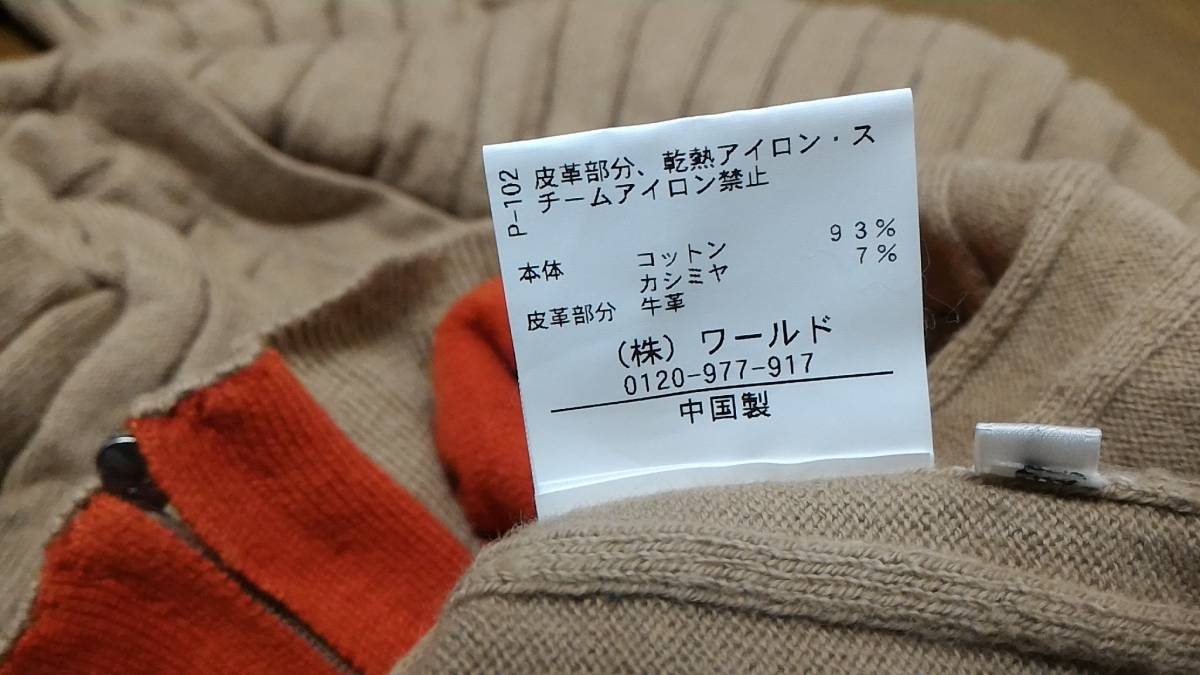 P-102
皮革部分、乾熱アイロン・ス
チームアイロン禁止
本体 コットン 93%
カシミヤ 7%
皮革部分 牛革
(株) ワールド
0120-977-917
中国製